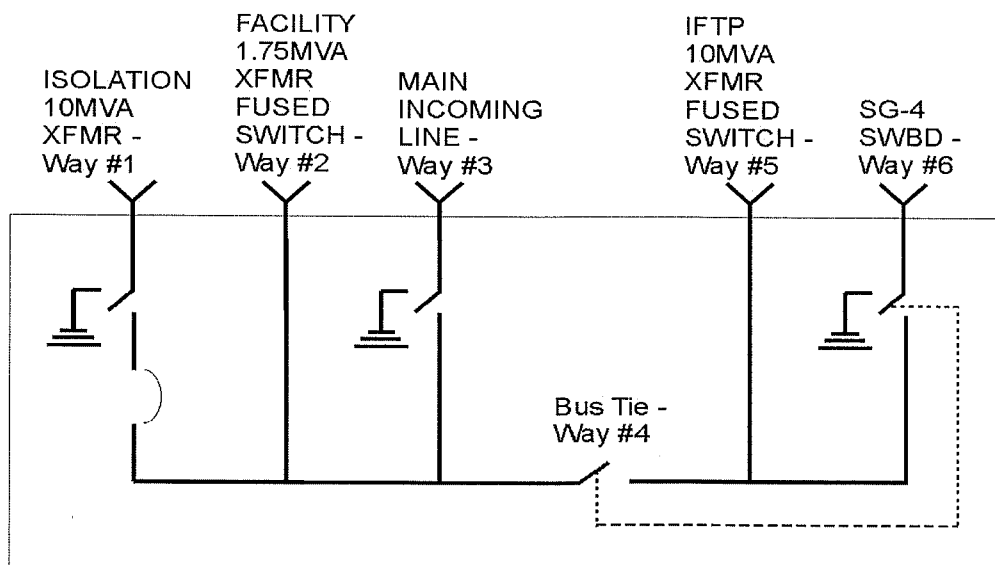 ISOLATION
10MVA
XFMR -
Way #1
FACILITY
1.75MVA
XFMR
FUSED
SWITCH -
Way #2
MAIN
INCOMING
LINE -
Way #3
IFTP
10MVA
XFMR
FUSED
SWITCH -
Way #5
SG-4
SWBD -
Way #6
Bus Tie -
Way #4